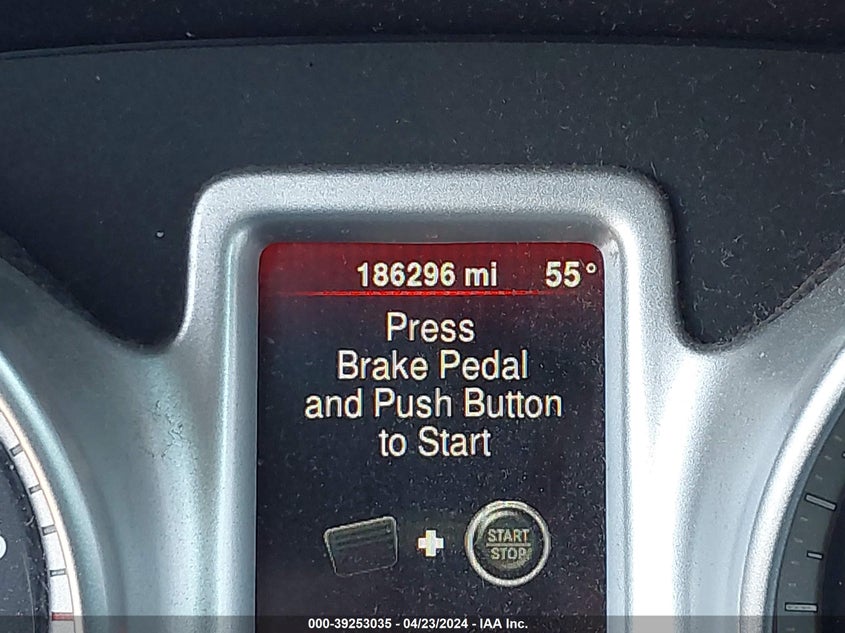 186296 mi 55°
Press
Brake Pedal
and Push Button
to Start
START
STOP
000-39253035 - 04/23/2024 - IAA Inc.